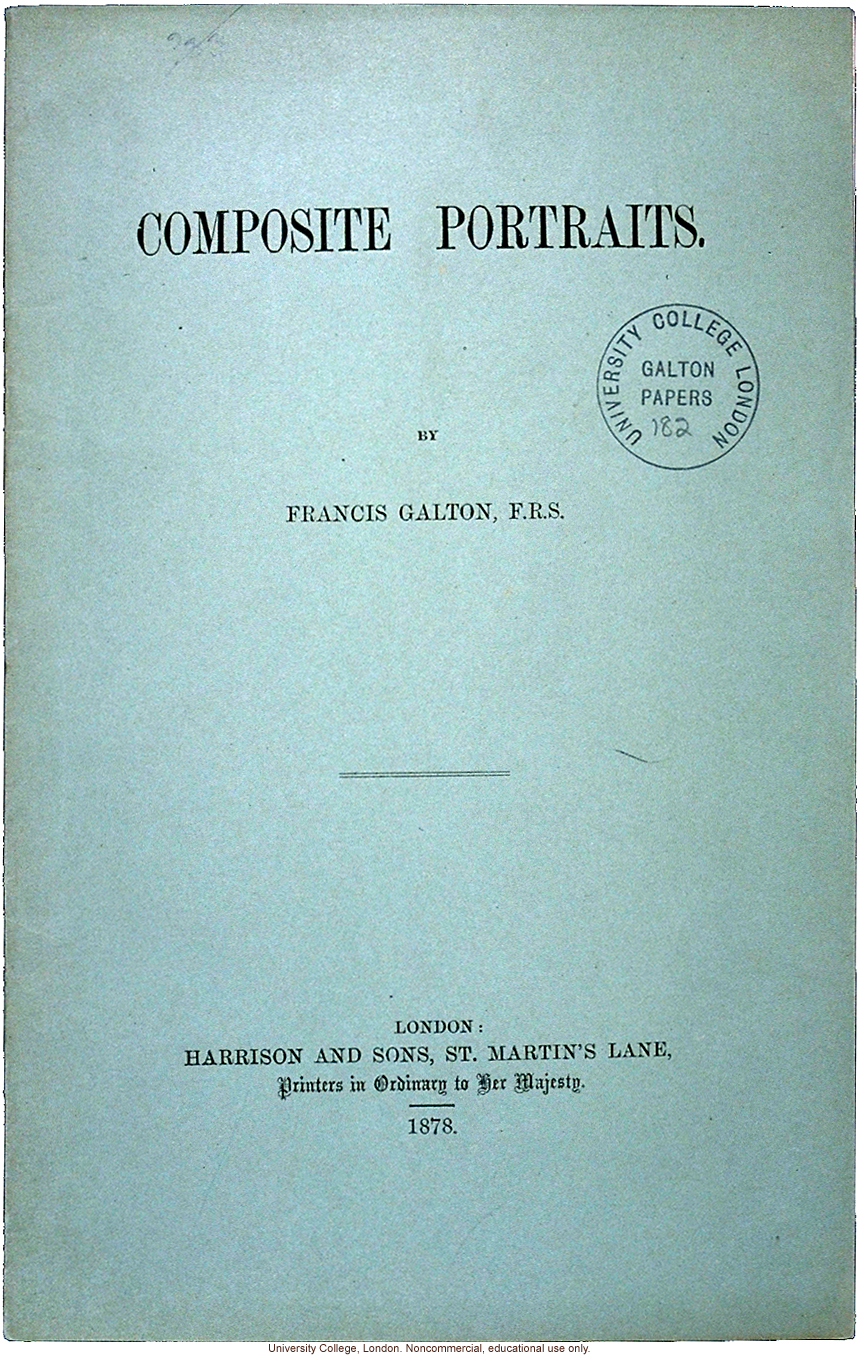 COMPOSITE PORTRAITS.
UNIVERSITY COLLEGE LONDON
GALTON
PAPERS
182
BY
FRANCIS GALTON, F.R.S.
LONDON:
HARRISON AND SONS, ST. MARTIN'S LANE,
Printers in Ordinary to Her Majesty.
1878.
University College, London. Noncommercial, educational use only.